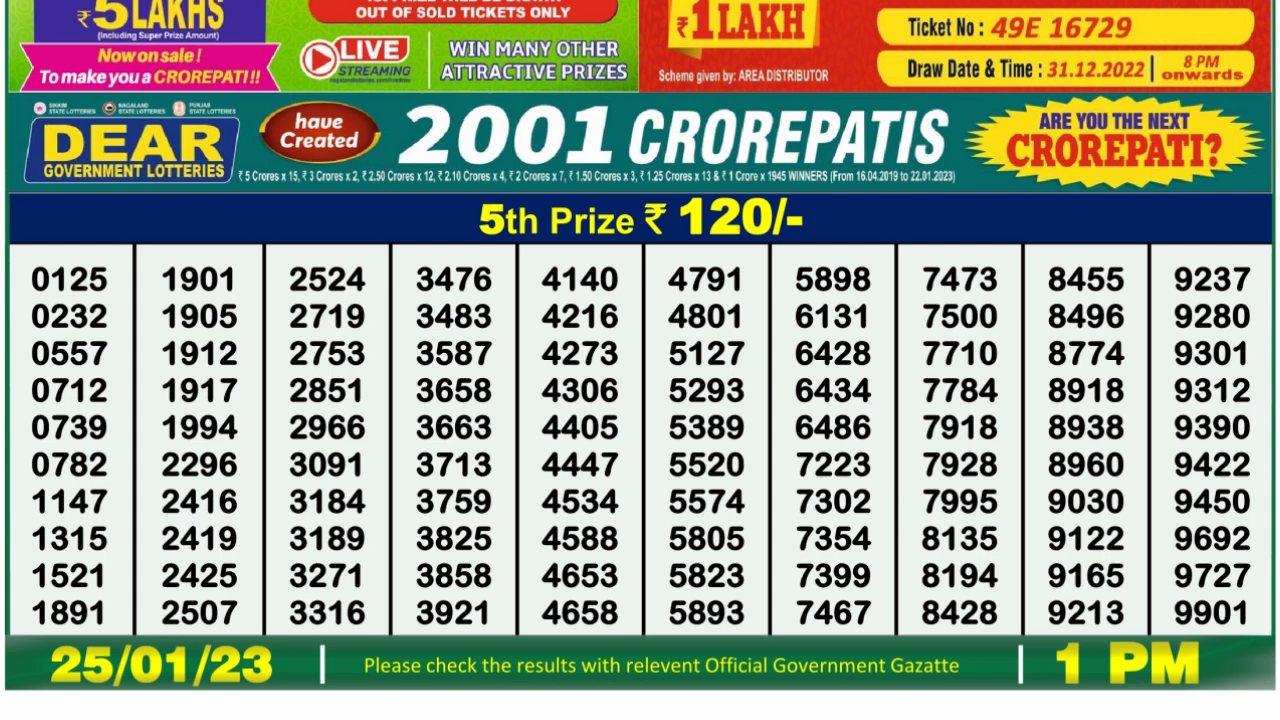 ₹5 LAKHS
(Including Super Prize Amount)
Now on sale !
To make you a CROREPATI !!
OUT OF SOLD TICKETS ONLY
LIVE
STREAMING
WIN MANY OTHER
ATTRACTIVE PRIZES
₹1 LAKH
Scheme given by: AREA DISTRIBUTOR
Ticket No : 49E 16729
Draw Date & Time : 31.12.2022 | 8 PM onwards
SIKKIM STATE LOTTERIES
NAGALAND STATE LOTTERIES
PUNJAB STATE LOTTERIES
DEAR
GOVERNMENT LOTTERIES
have
Created
2001 CROREPATIS
₹ 5 Crores x 15, ₹ 3 Crores x 2, ₹ 2.50 Crores x 12, ₹ 2.10 Crores x 4, ₹ 2 Crores x 7, ₹ 1.50 Crores x 3, ₹ 1.25 Crores x 13 & ₹ 1 Crore x 1945 WINNERS (From 16.04.2019 to 22.01.2023)
ARE YOU THE NEXT
CROREPATI?
5th Prize ₹ 120/-
0125 1901 2524 3476 4140 4791 5898 7473 8455 9237
0232 1905 2719 3483 4216 4801 6131 7500 8496 9280
0557 1912 2753 3587 4273 5127 6428 7710 8774 9301
0712 1917 2851 3658 4306 5293 6434 7784 8918 9312
0739 1994 2966 3663 4405 5389 6486 7918 8938 9390
0782 2296 3091 3713 4447 5520 7223 7928 8960 9422
1147 2416 3184 3759 4534 5574 7302 7995 9030 9450
1315 2419 3189 3825 4588 5805 7354 8135 9122 9692
1521 2425 3271 3858 4653 5823 7399 8194 9165 9727
1891 2507 3316 3921 4658 5893 7467 8428 9213 9901
25/01/23 | Please check the results with relevent Official Government Gazatte | 1 PM